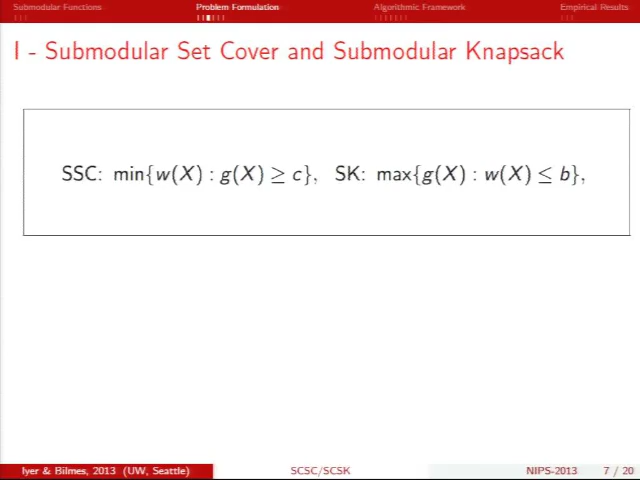 Submodular Functions Problem Formulation Algorithmic Framework Empirical Results
I - Submodular Set Cover and Submodular Knapsack
SSC: min{w(X) : g(X) ≥ c}, SK: max{g(X) : w(X) ≤ b},
Iyer & Bilmes, 2013 (UW, Seattle) SCSC/SCSK NIPS-2013 7 / 20